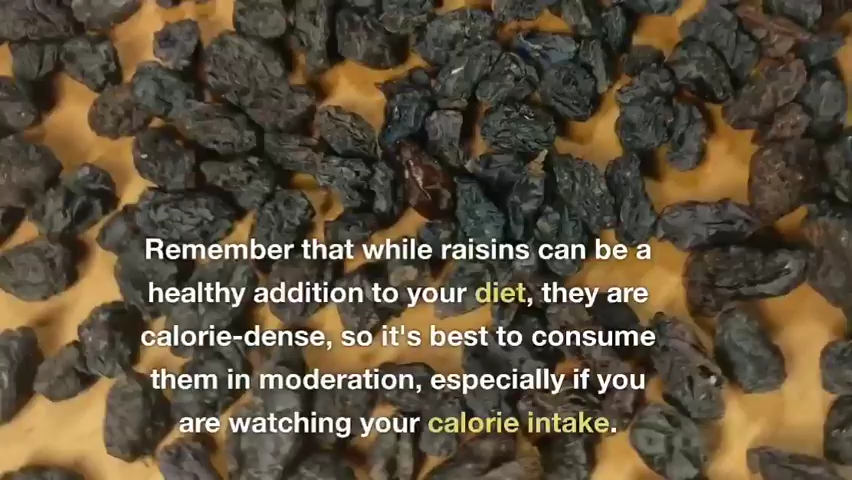 Remember that while raisins can be a
healthy addition to your diet, they are
calorie-dense, so it's best to consume
them in moderation, especially if you
are watching your calorie intake.